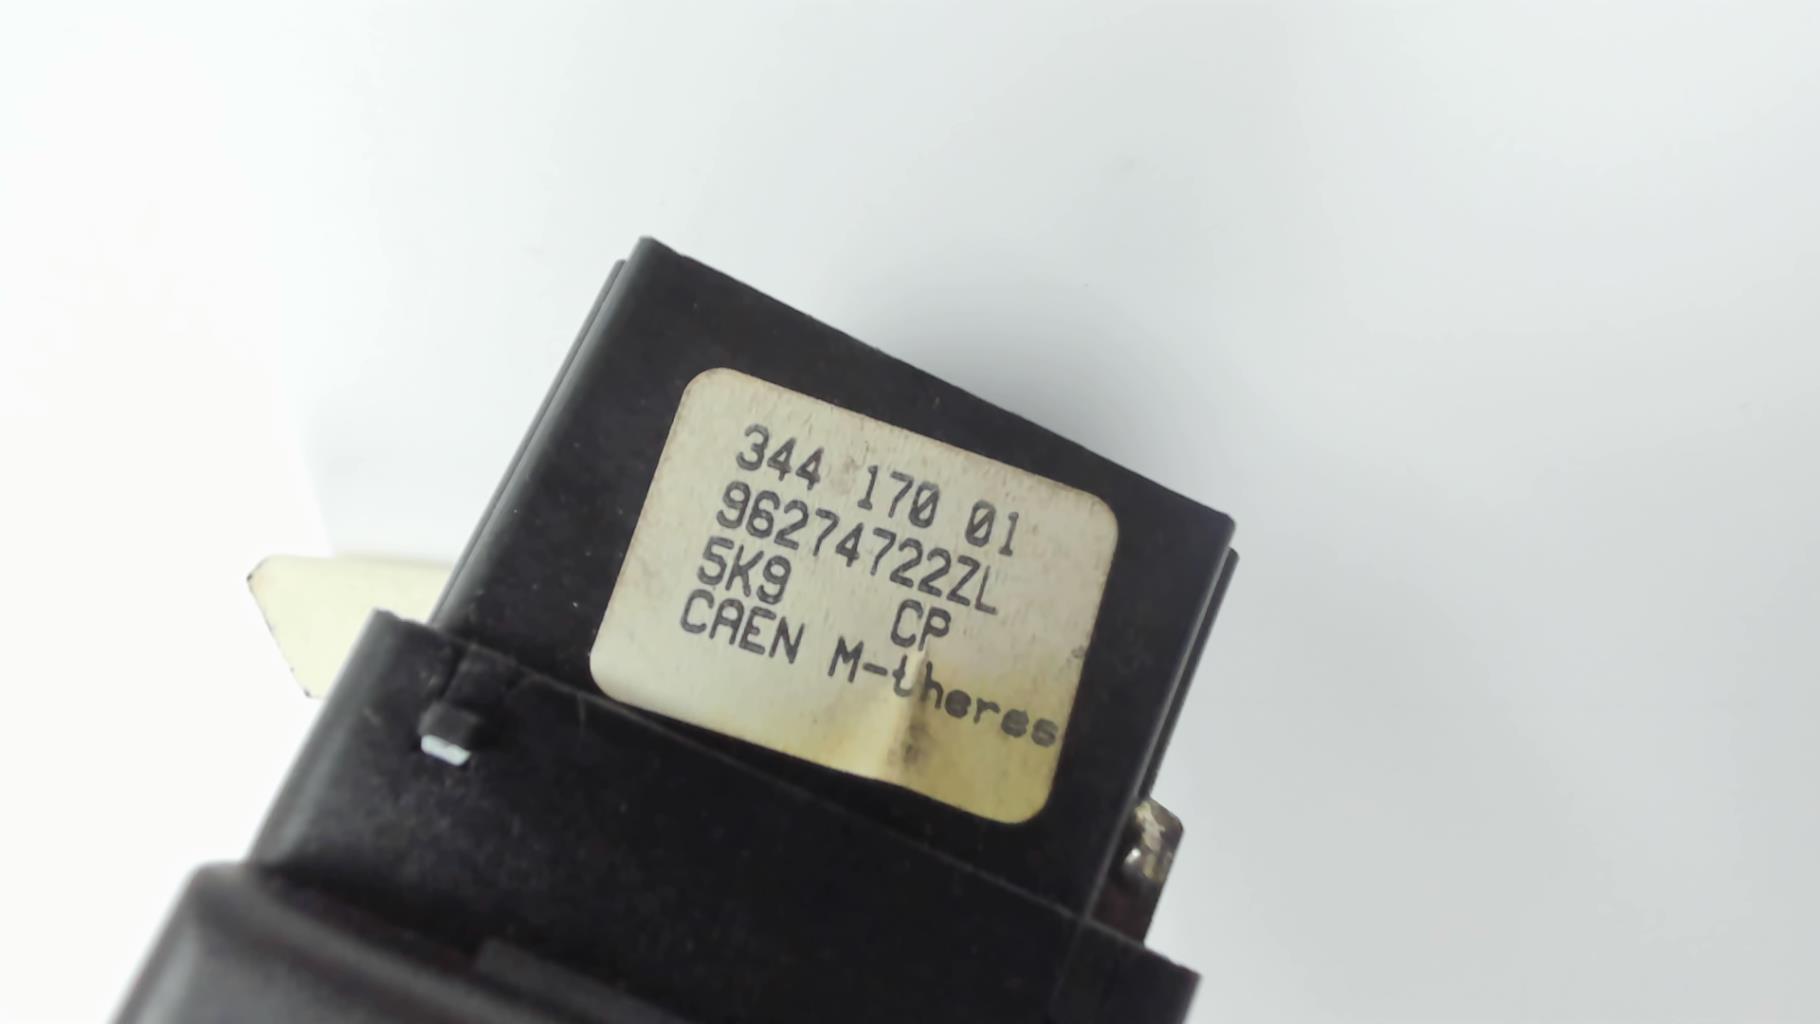 344 170 01
96274722ZL
5K9 CP
CAEN M-theres